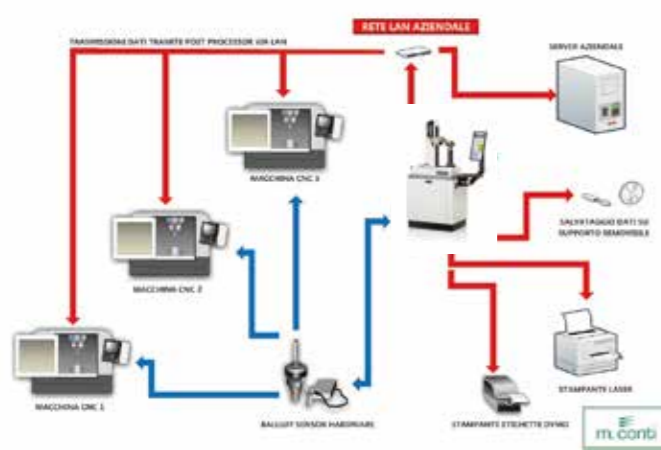 RETE LAN AZIENDALE
TRASMISSIONE DATI TRAMITE POST PROCESSOR VIA LAN
SERVER AZIENDALE
MACCHINA CNC 3
SALVATAGGIO DATI SU
SUPPORTO REMOVIBILE
MACCHINA CNC 2
STAMPANTE LASER
MACCHINA CNC 1
BALLUFF SENSOR HARDWARE
STAMPANTE ETICHETTE DYMO
m.conti